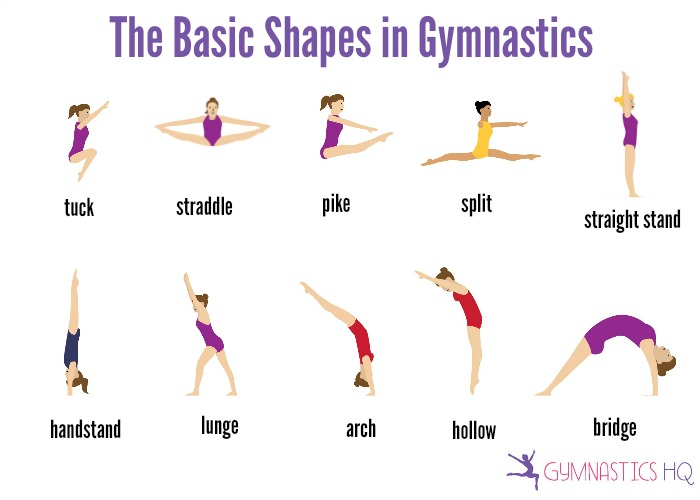 The Basic Shapes in Gymnastics
tuck
straddle
pike
split
straight stand
handstand
lunge
arch
hollow
bridge
GYMNASTICS HQ